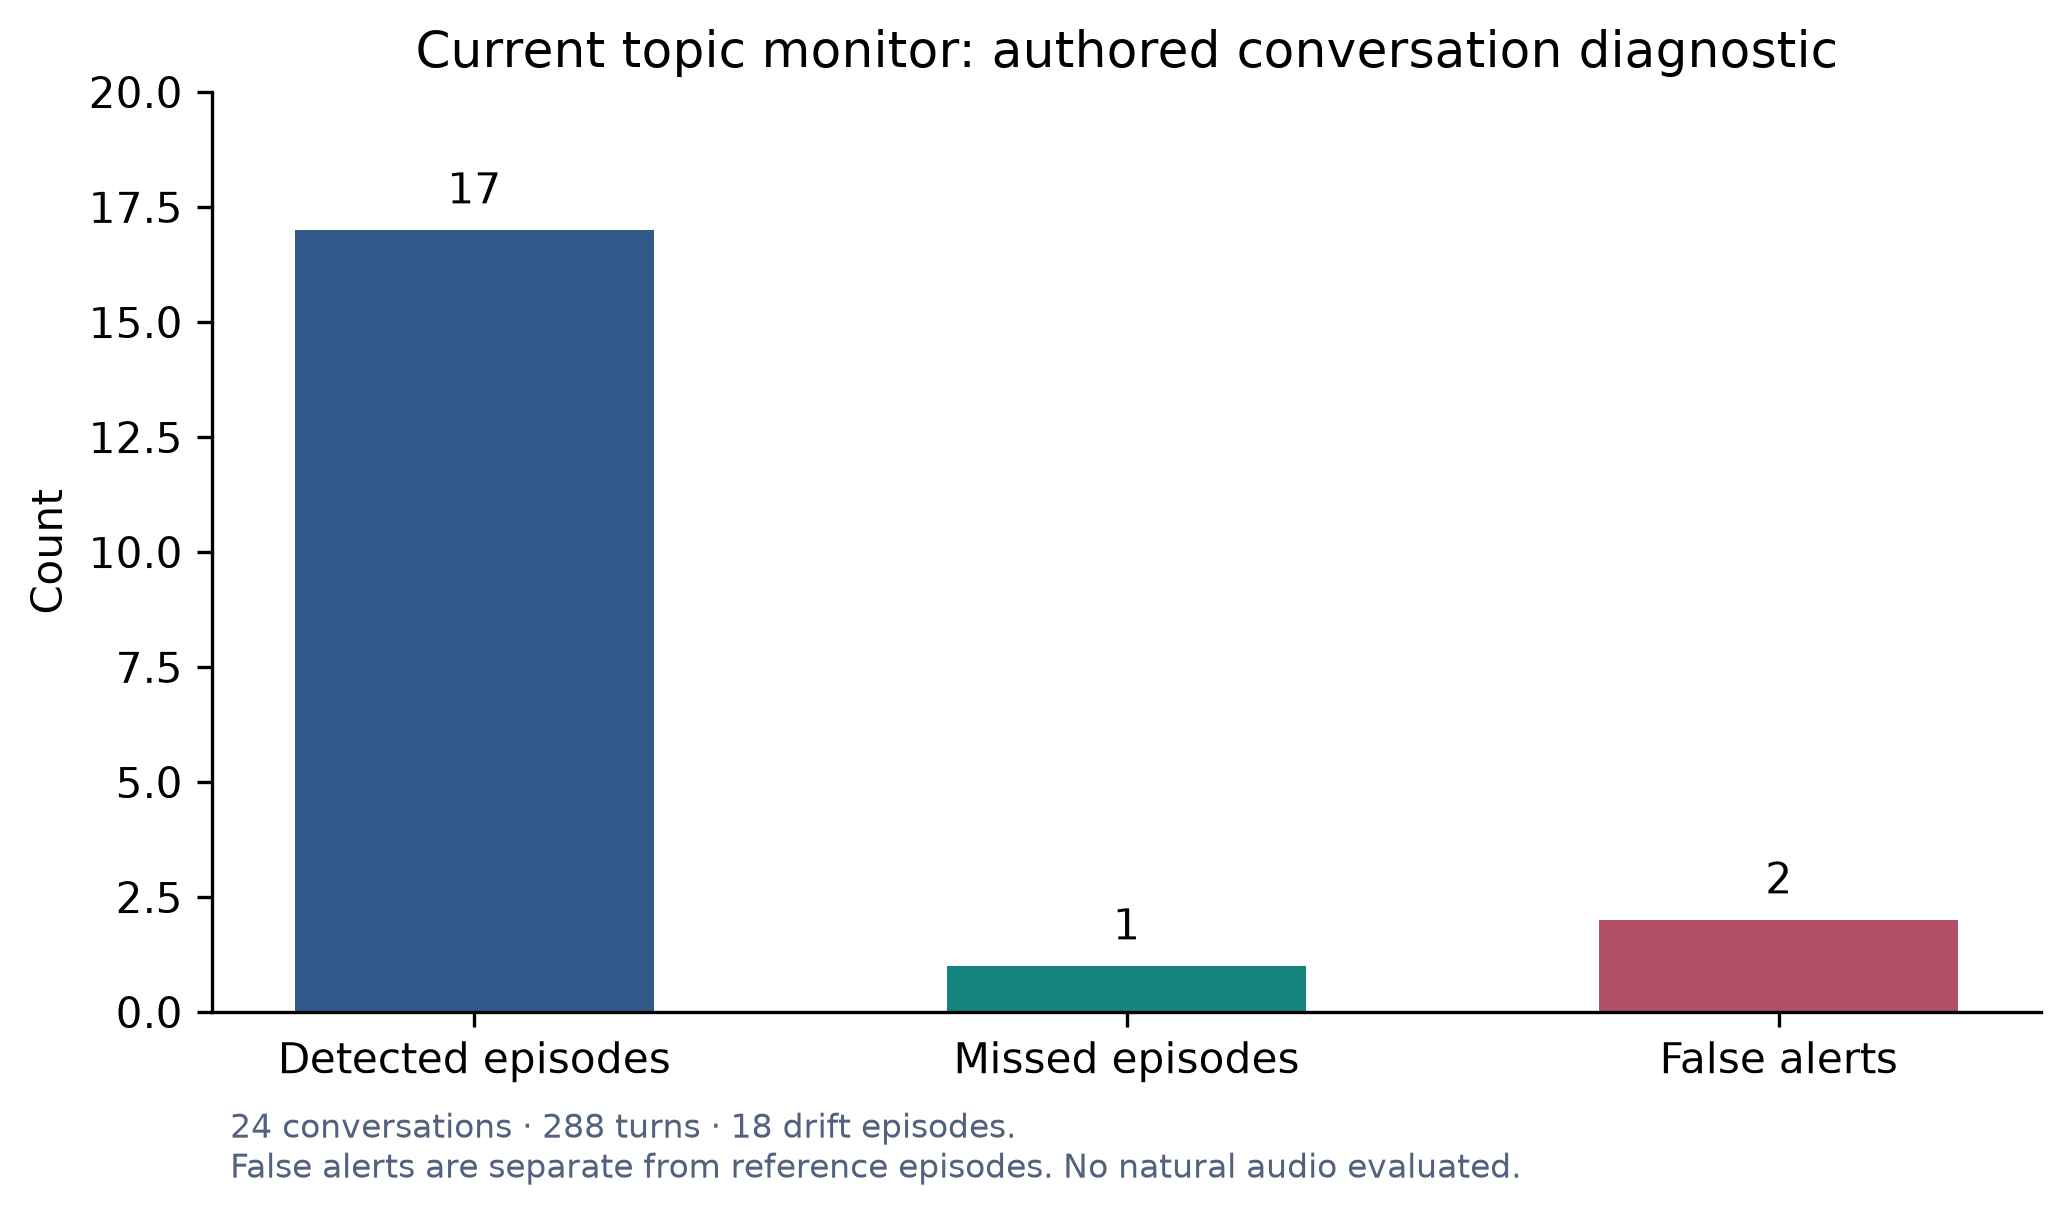 Current topic monitor: authored conversation diagnostic
20.0
17.5
15.0
12.5
10.0
7.5
5.0
2.5
0.0
Count
17
1
2
Detected episodes
Missed episodes
False alerts
24 conversations · 288 turns · 18 drift episodes.
False alerts are separate from reference episodes. No natural audio evaluated.